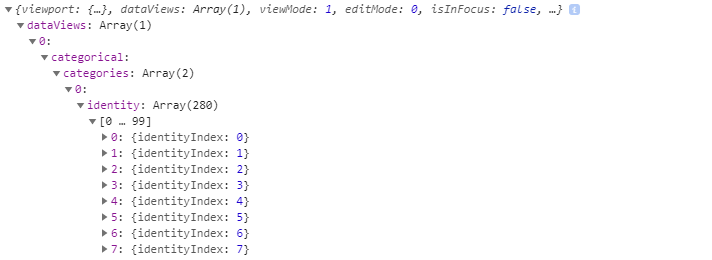 {viewport: {…}, dataViews: Array(1), viewMode: 1, editMode: 0, isInFocus: false, …} i
dataViews: Array(1)
0:
categorical:
categories: Array(2)
0:
identity: Array(280)
[0 … 99]
0: {identityIndex: 0}
1: {identityIndex: 1}
2: {identityIndex: 2}
3: {identityIndex: 3}
4: {identityIndex: 4}
5: {identityIndex: 5}
6: {identityIndex: 6}
7: {identityIndex: 7}